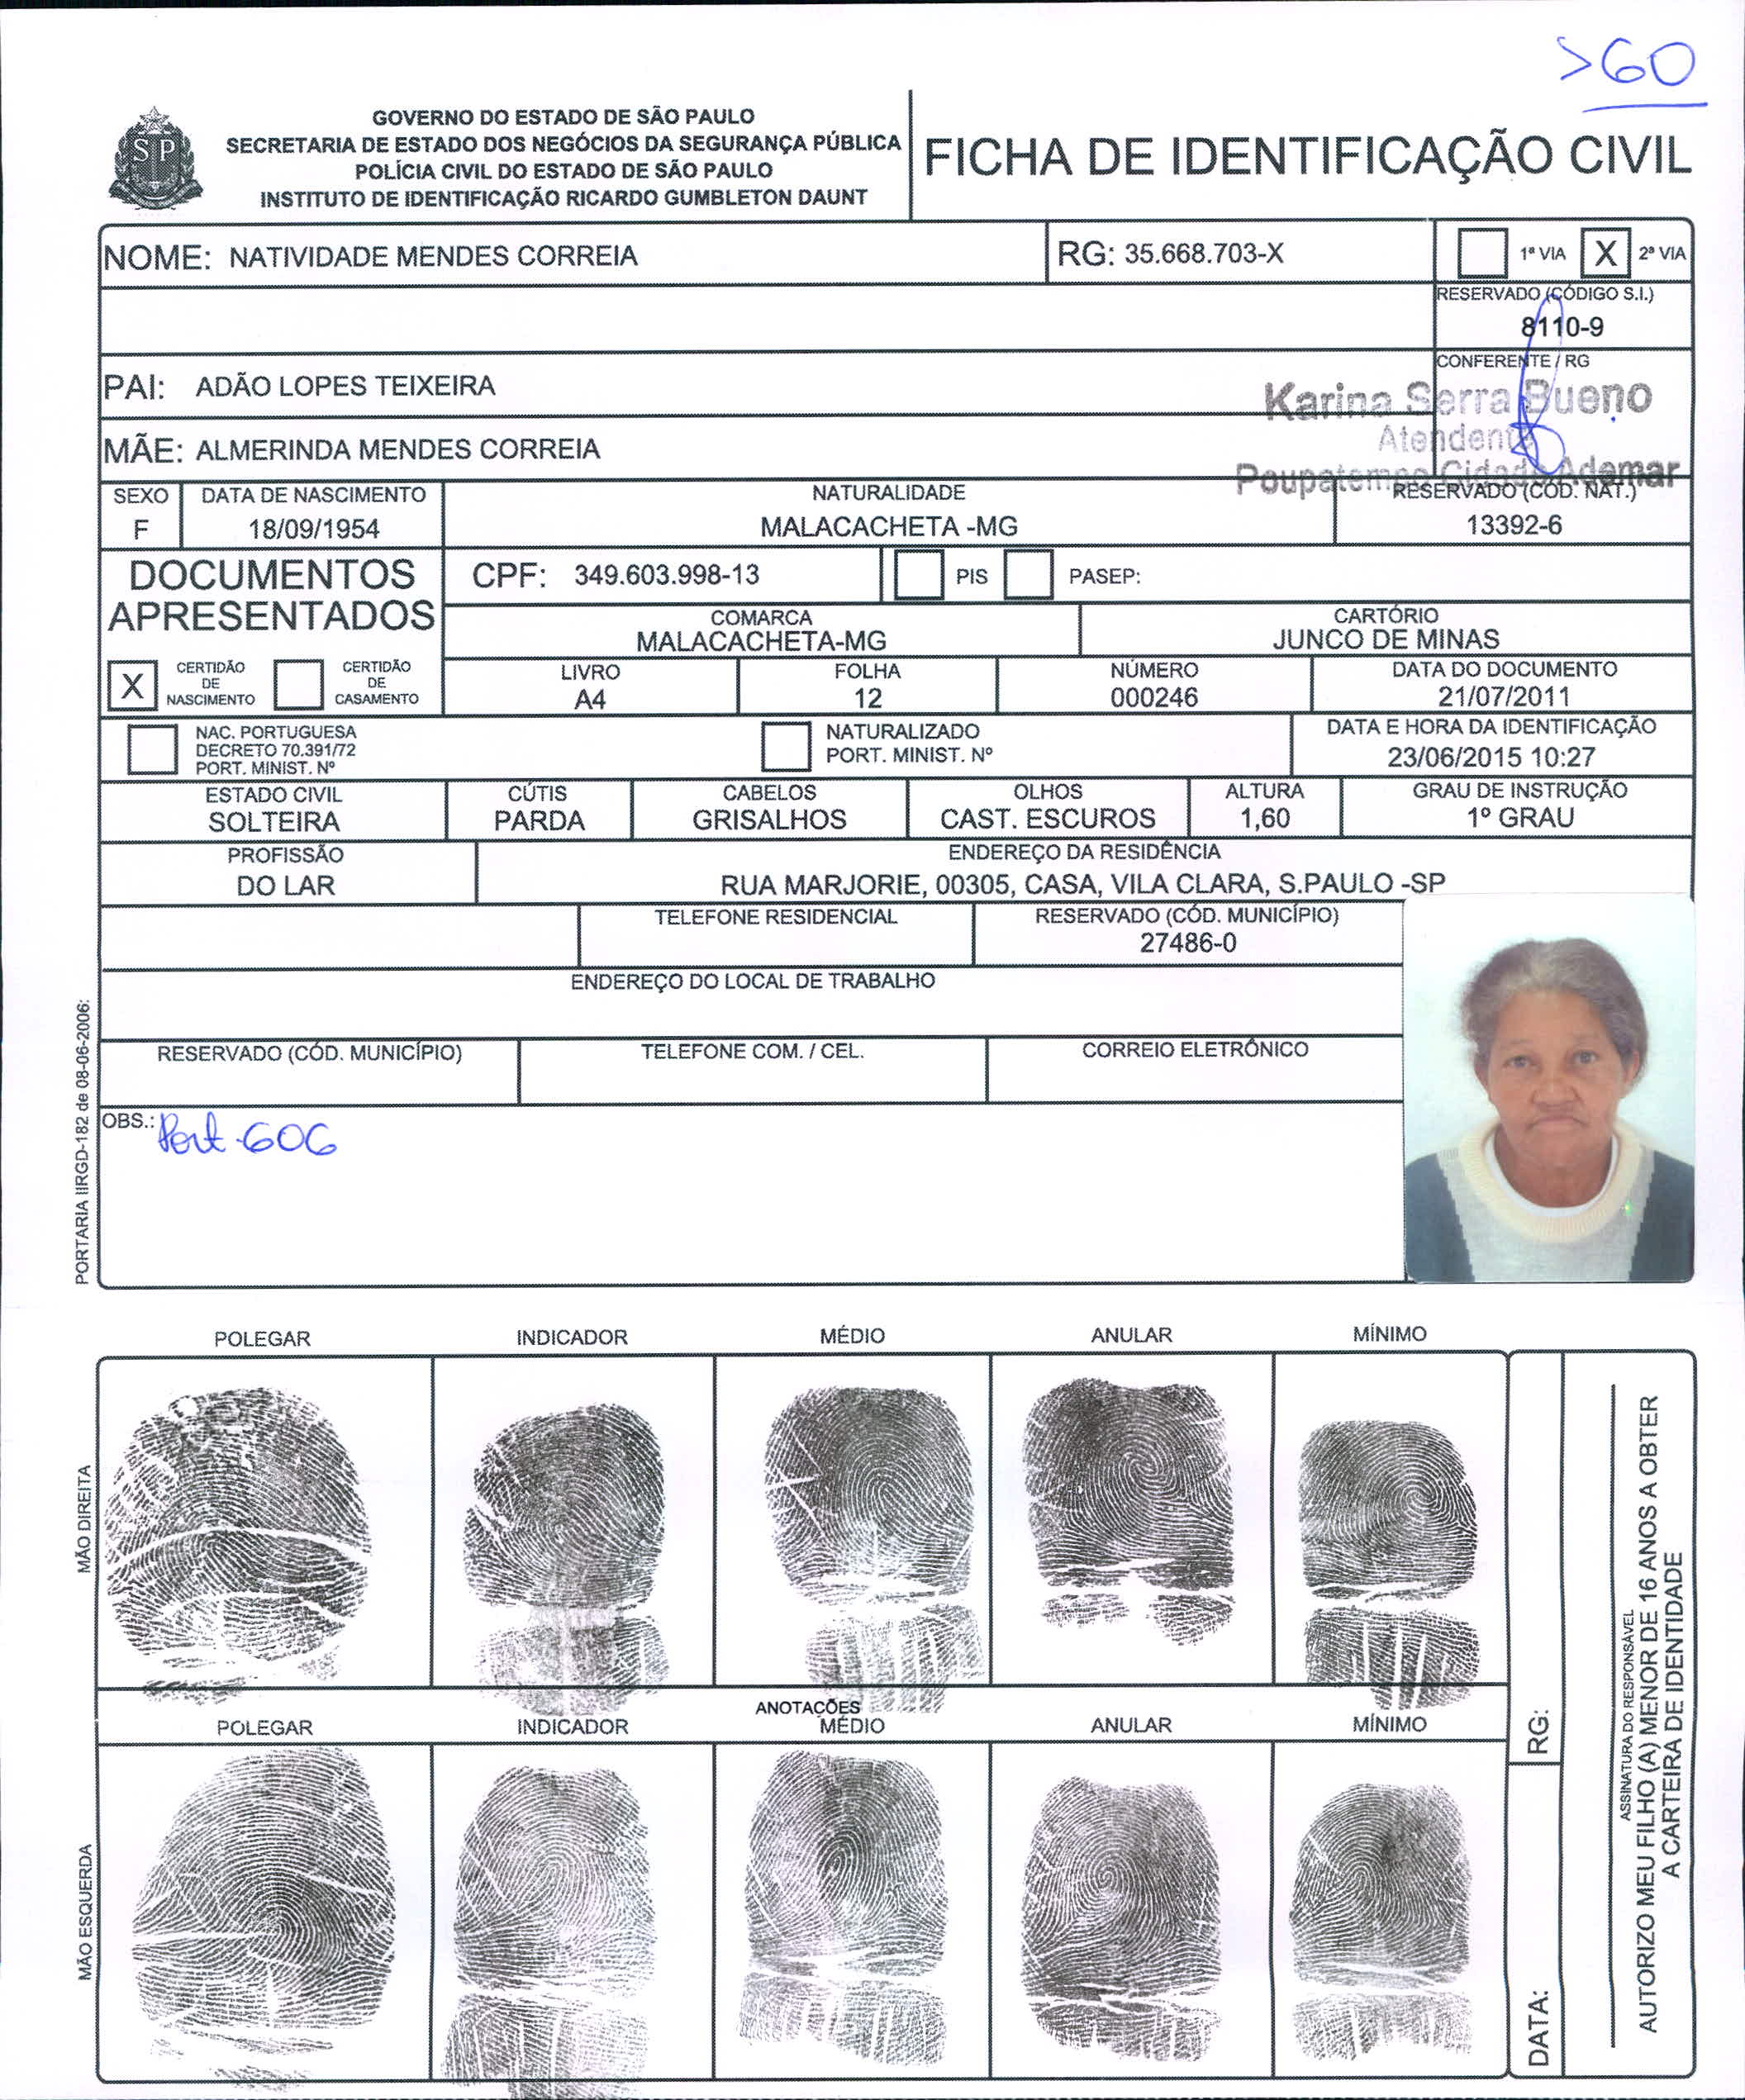 >60
SP
GOVERNO DO ESTADO DE SÃO PAULO
SECRETARIA DE ESTADO DOS NEGÓCIOS DA SEGURANÇA PÚBLICA
POLÍCIA CIVIL DO ESTADO DE SÃO PAULO
INSTITUTO DE IDENTIFICAÇÃO RICARDO GUMBLETON DAUNT
FICHA DE IDENTIFICAÇÃO CIVIL
NOME: NATIVIDADE MENDES CORREIA
RG: 35.668.703-X
1ª VIA X 2ª VIA
RESERVADO (CÓDIGO S.I.)
8110-9
CONFERENTE / RG
PAI: ADÃO LOPES TEIXEIRA
Karina Serra Bueno
Atendente
Poupatempo Cidade Ademar
MÃE: ALMERINDA MENDES CORREIA
SEXO
F
DATA DE NASCIMENTO
18/09/1954
NATURALIDADE
MALACACHETA -MG
RESERVADO (COD. NAT.)
13392-6
DOCUMENTOS
APRESENTADOS
CPF: 349.603.998-13
PIS
PASEP:
COMARCA
MALACACHETA-MG
CARTÓRIO
JUNCO DE MINAS
X CERTIDÃO
DE
NASCIMENTO
CERTIDÃO
DE
CASAMENTO
LIVRO
A4
FOLHA
12
NÚMERO
000246
DATA DO DOCUMENTO
21/07/2011
NAC. PORTUGUESA
DECRETO 70.391/72
PORT. MINIST. Nº
NATURALIZADO
PORT. MINIST. Nº
DATA E HORA DA IDENTIFICAÇÃO
23/06/2015 10:27
ESTADO CIVIL
SOLTEIRA
CÚTIS
PARDA
CABELOS
GRISALHOS
OLHOS
CAST. ESCUROS
ALTURA
1,60
GRAU DE INSTRUÇÃO
1º GRAU
PROFISSÃO
DO LAR
ENDEREÇO DA RESIDÊNCIA
RUA MARJORIE, 00305, CASA, VILA CLARA, S.PAULO -SP
TELEFONE RESIDENCIAL
RESERVADO (CÓD. MUNICÍPIO)
27486-0
ENDEREÇO DO LOCAL DE TRABALHO
RESERVADO (CÓD. MUNICÍPIO)
TELEFONE COM. / CEL.
CORREIO ELETRÔNICO
OBS.: Port-606
PORTARIA IIRGD-182 de 08-06-2006:
POLEGAR
INDICADOR
MÉDIO
ANULAR
MÍNIMO
MÃO DIREITA
ANOTAÇÕES
POLEGAR
INDICADOR
MÉDIO
ANULAR
MÍNIMO
MÃO ESQUERDA
RG:
DATA:
ASSINATURA DO RESPONSÁVEL
AUTORIZO MEU FILHO (A) MENOR DE 16 ANOS A OBTER
A CARTEIRA DE IDENTIDADE